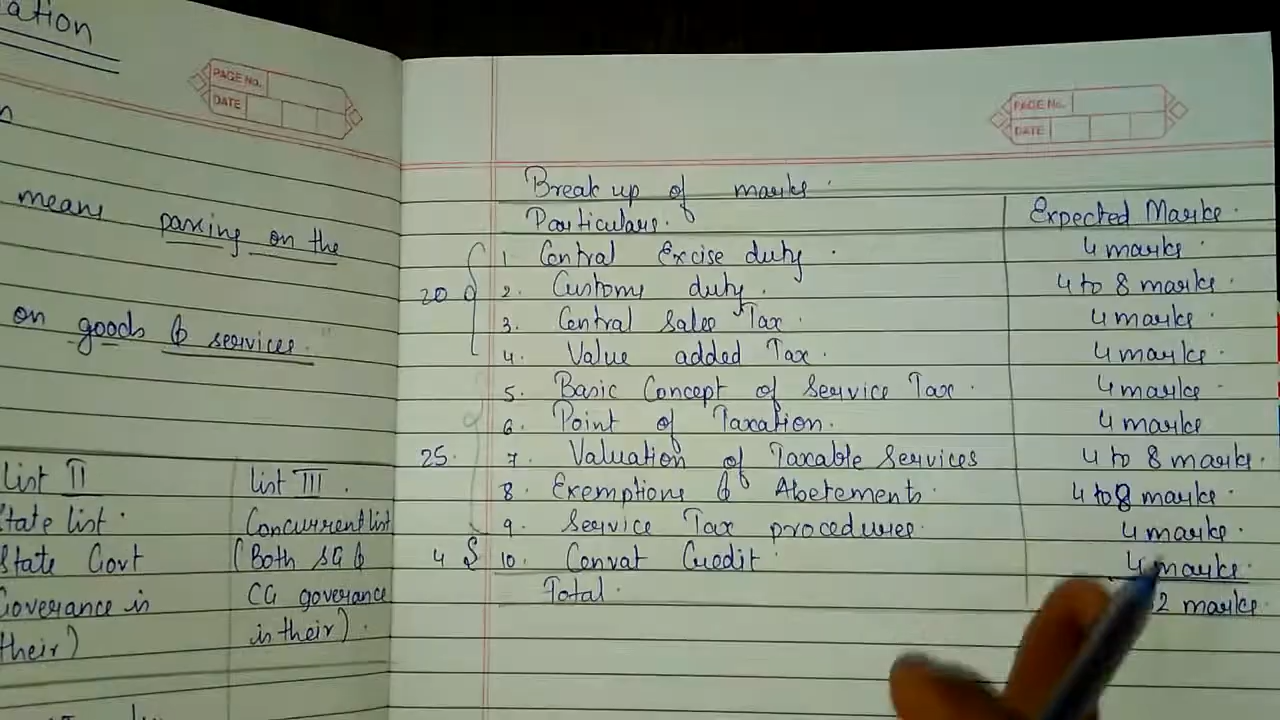 ation
PAGE No.
DATE
means parxing on the
on goods & services.
List II
List III.
State list.
Concurrent list
State Govt
(Both SG &
Goverance in
CG goverance
their)
is their).
PAGE No.
DATE
Break up of marks.
Particulars.
Expected Marks.
20
1 Central Excise duty.
4 marks.
2. Customs duty.
4 to 8 marks.
3. Central Sales Tax.
4 marks.
4. Value added Tax.
4 marks.
5. Basic Concept of Service Tax.
4 marks.
6. Point of Taxation.
4 marks
25.
7. Valuation of Taxable Services
4 to 8 marks.
8. Exemptions & Abetements.
4 to 8 marks.
9. Service Tax procedures.
4 marks.
4
10. Cenvat Credit.
4 marks.
Total.
2 marks.